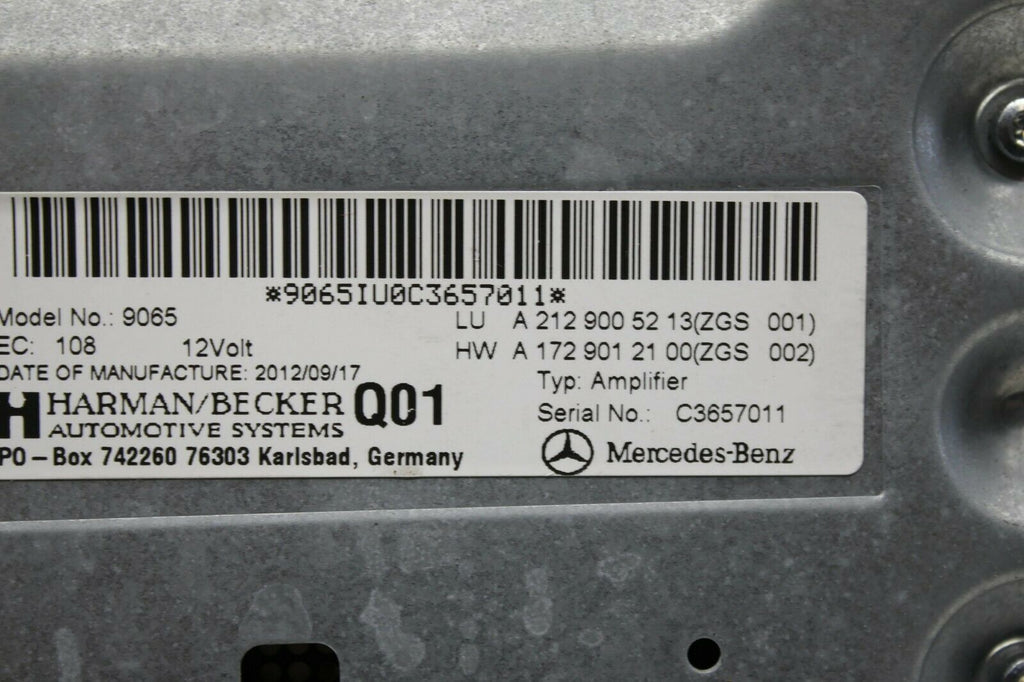 *9065IU0C3657011*
Model No.: 9065
LU A 212 900 52 13(ZGS 001)
EC: 108 12Volt
HW A 172 901 21 00(ZGS 002)
DATE OF MANUFACTURE: 2012/09/17
Typ: Amplifier
HARMAN/BECKER Q01
AUTOMOTIVE SYSTEMS
Serial No.: C3657011
PO-Box 742260 76303 Karlsbad, Germany
Mercedes-Benz